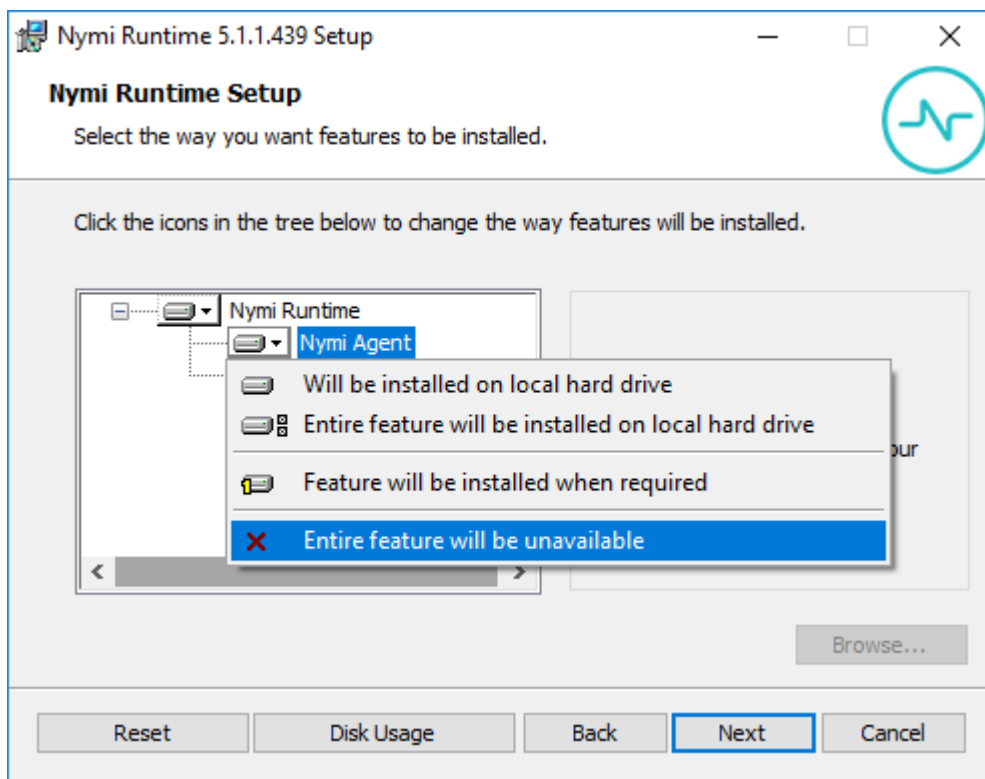 Nymi Runtime 5.1.1.439 Setup
Nymi Runtime Setup
Select the way you want features to be installed.
Click the icons in the tree below to change the way features will be installed.
Nymi Runtime
Nymi Agent
Will be installed on local hard drive
Entire feature will be installed on local hard drive
Feature will be installed when required
Entire feature will be unavailable
Browse...
Reset Disk Usage Back Next Cancel